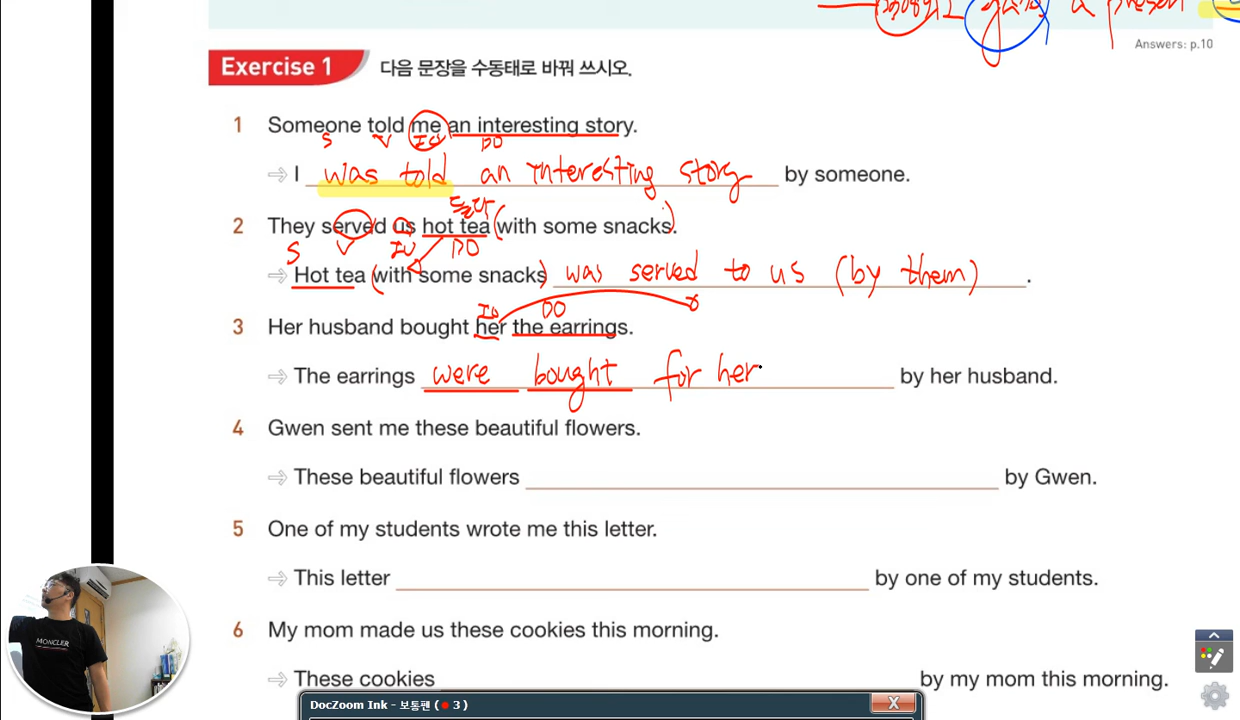 a present
Answers: p.10
Exercise 1 다음 문장을 수동태로 바꿔 쓰시오.
1 Someone told me an interesting story.
S V IO DO
⇒ I was told an interesting story by someone.
2 They served us hot tea (with some snacks).
S V IO DO
⇒ Hot tea (with some snacks) was served to us (by them).
IO DO
3 Her husband bought her the earrings.
⇒ The earrings were bought for her by her husband.
4 Gwen sent me these beautiful flowers.
⇒ These beautiful flowers by Gwen.
5 One of my students wrote me this letter.
⇒ This letter by one of my students.
MONCLER
6 My mom made us these cookies this morning.
⇒ These cookies by my mom this morning.
DocZoom Ink - 보통펜 ( 3 ) X